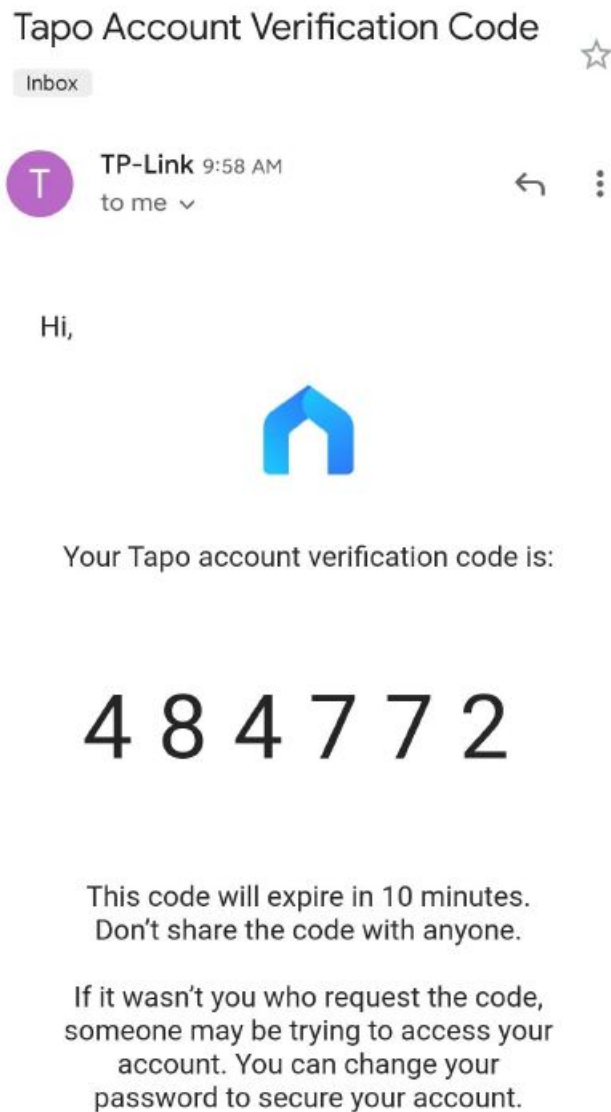 Tapo Account Verification Code
Inbox
T
TP-Link 9:58 AM
to me
Hi,
Your Tapo account verification code is:
4 8 4 7 7 2
This code will expire in 10 minutes.
Don't share the code with anyone.
If it wasn't you who request the code,
someone may be trying to access your
account. You can change your
password to secure your account.